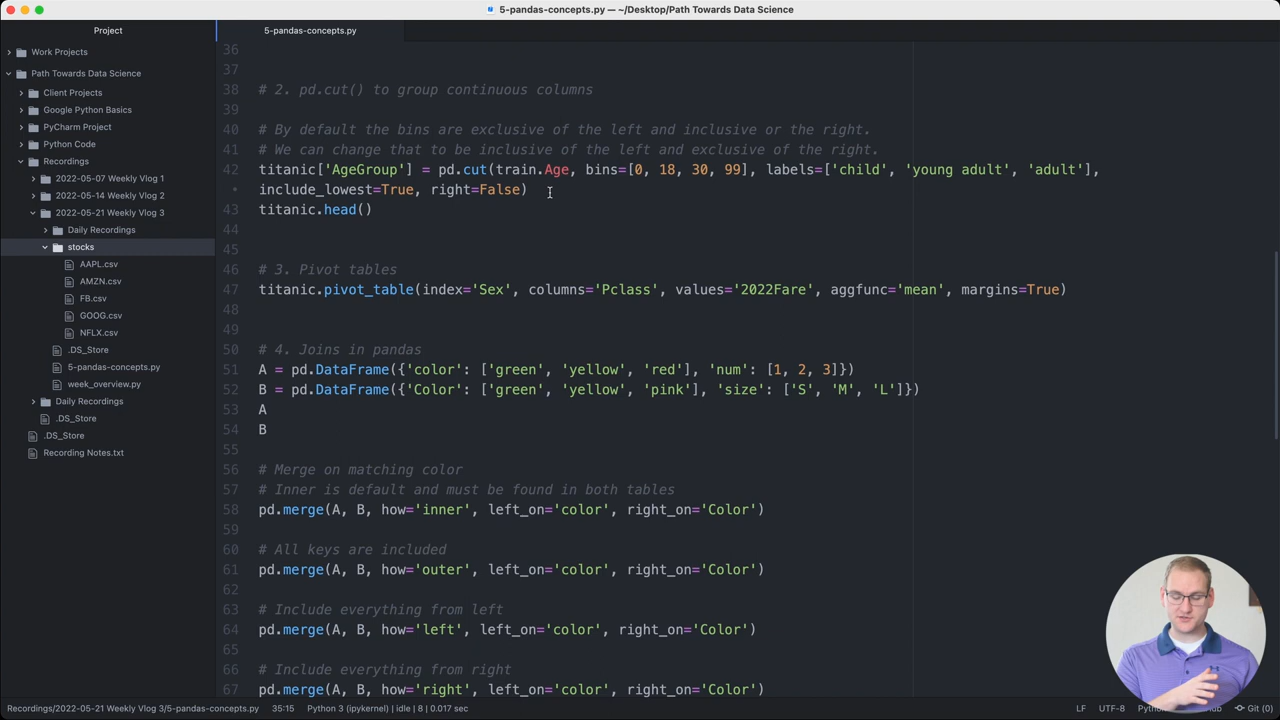 5-pandas-concepts.py — ~/Desktop/Path Towards Data Science
Project
5-pandas-concepts.py
Work Projects
Path Towards Data Science
Client Projects
Google Python Basics
PyCharm Project
Python Code
Recordings
2022-05-07 Weekly Vlog 1
2022-05-14 Weekly Vlog 2
2022-05-21 Weekly Vlog 3
Daily Recordings
stocks
AAPL.csv
AMZN.csv
FB.csv
GOOG.csv
NFLX.csv
.DS_Store
5-pandas-concepts.py
week_overview.py
Daily Recordings
.DS_Store
.DS_Store
Recording Notes.txt
36
37
38 # 2. pd.cut() to group continuous columns
39
40 # By default the bins are exclusive of the left and inclusive or the right.
41 # We can change that to be inclusive of the left and exclusive of the right.
42 titanic['AgeGroup'] = pd.cut(train.Age, bins=[0, 18, 30, 99], labels=['child', 'young adult', 'adult'],
• include_lowest=True, right=False)
43 titanic.head()
44
45
46 # 3. Pivot tables
47 titanic.pivot_table(index='Sex', columns='Pclass', values='2022Fare', aggfunc='mean', margins=True)
48
49
50 # 4. Joins in pandas
51 A = pd.DataFrame({'color': ['green', 'yellow', 'red'], 'num': [1, 2, 3]})
52 B = pd.DataFrame({'Color': ['green', 'yellow', 'pink'], 'size': ['S', 'M', 'L']})
53 A
54 B
55
56 # Merge on matching color
57 # Inner is default and must be found in both tables
58 pd.merge(A, B, how='inner', left_on='color', right_on='Color')
59
60 # All keys are included
61 pd.merge(A, B, how='outer', left_on='color', right_on='Color')
62
63 # Include everything from left
64 pd.merge(A, B, how='left', left_on='color', right_on='Color')
65
66 # Include everything from right
67 pd.merge(A, B, how='right', left_on='color', right_on='Color')
Recordings/2022-05-21 Weekly Vlog 3/5-pandas-concepts.py 35:15 Python 3 (ipykernel) | idle | 8 | 0.017 sec LF UTF-8 Git (0)